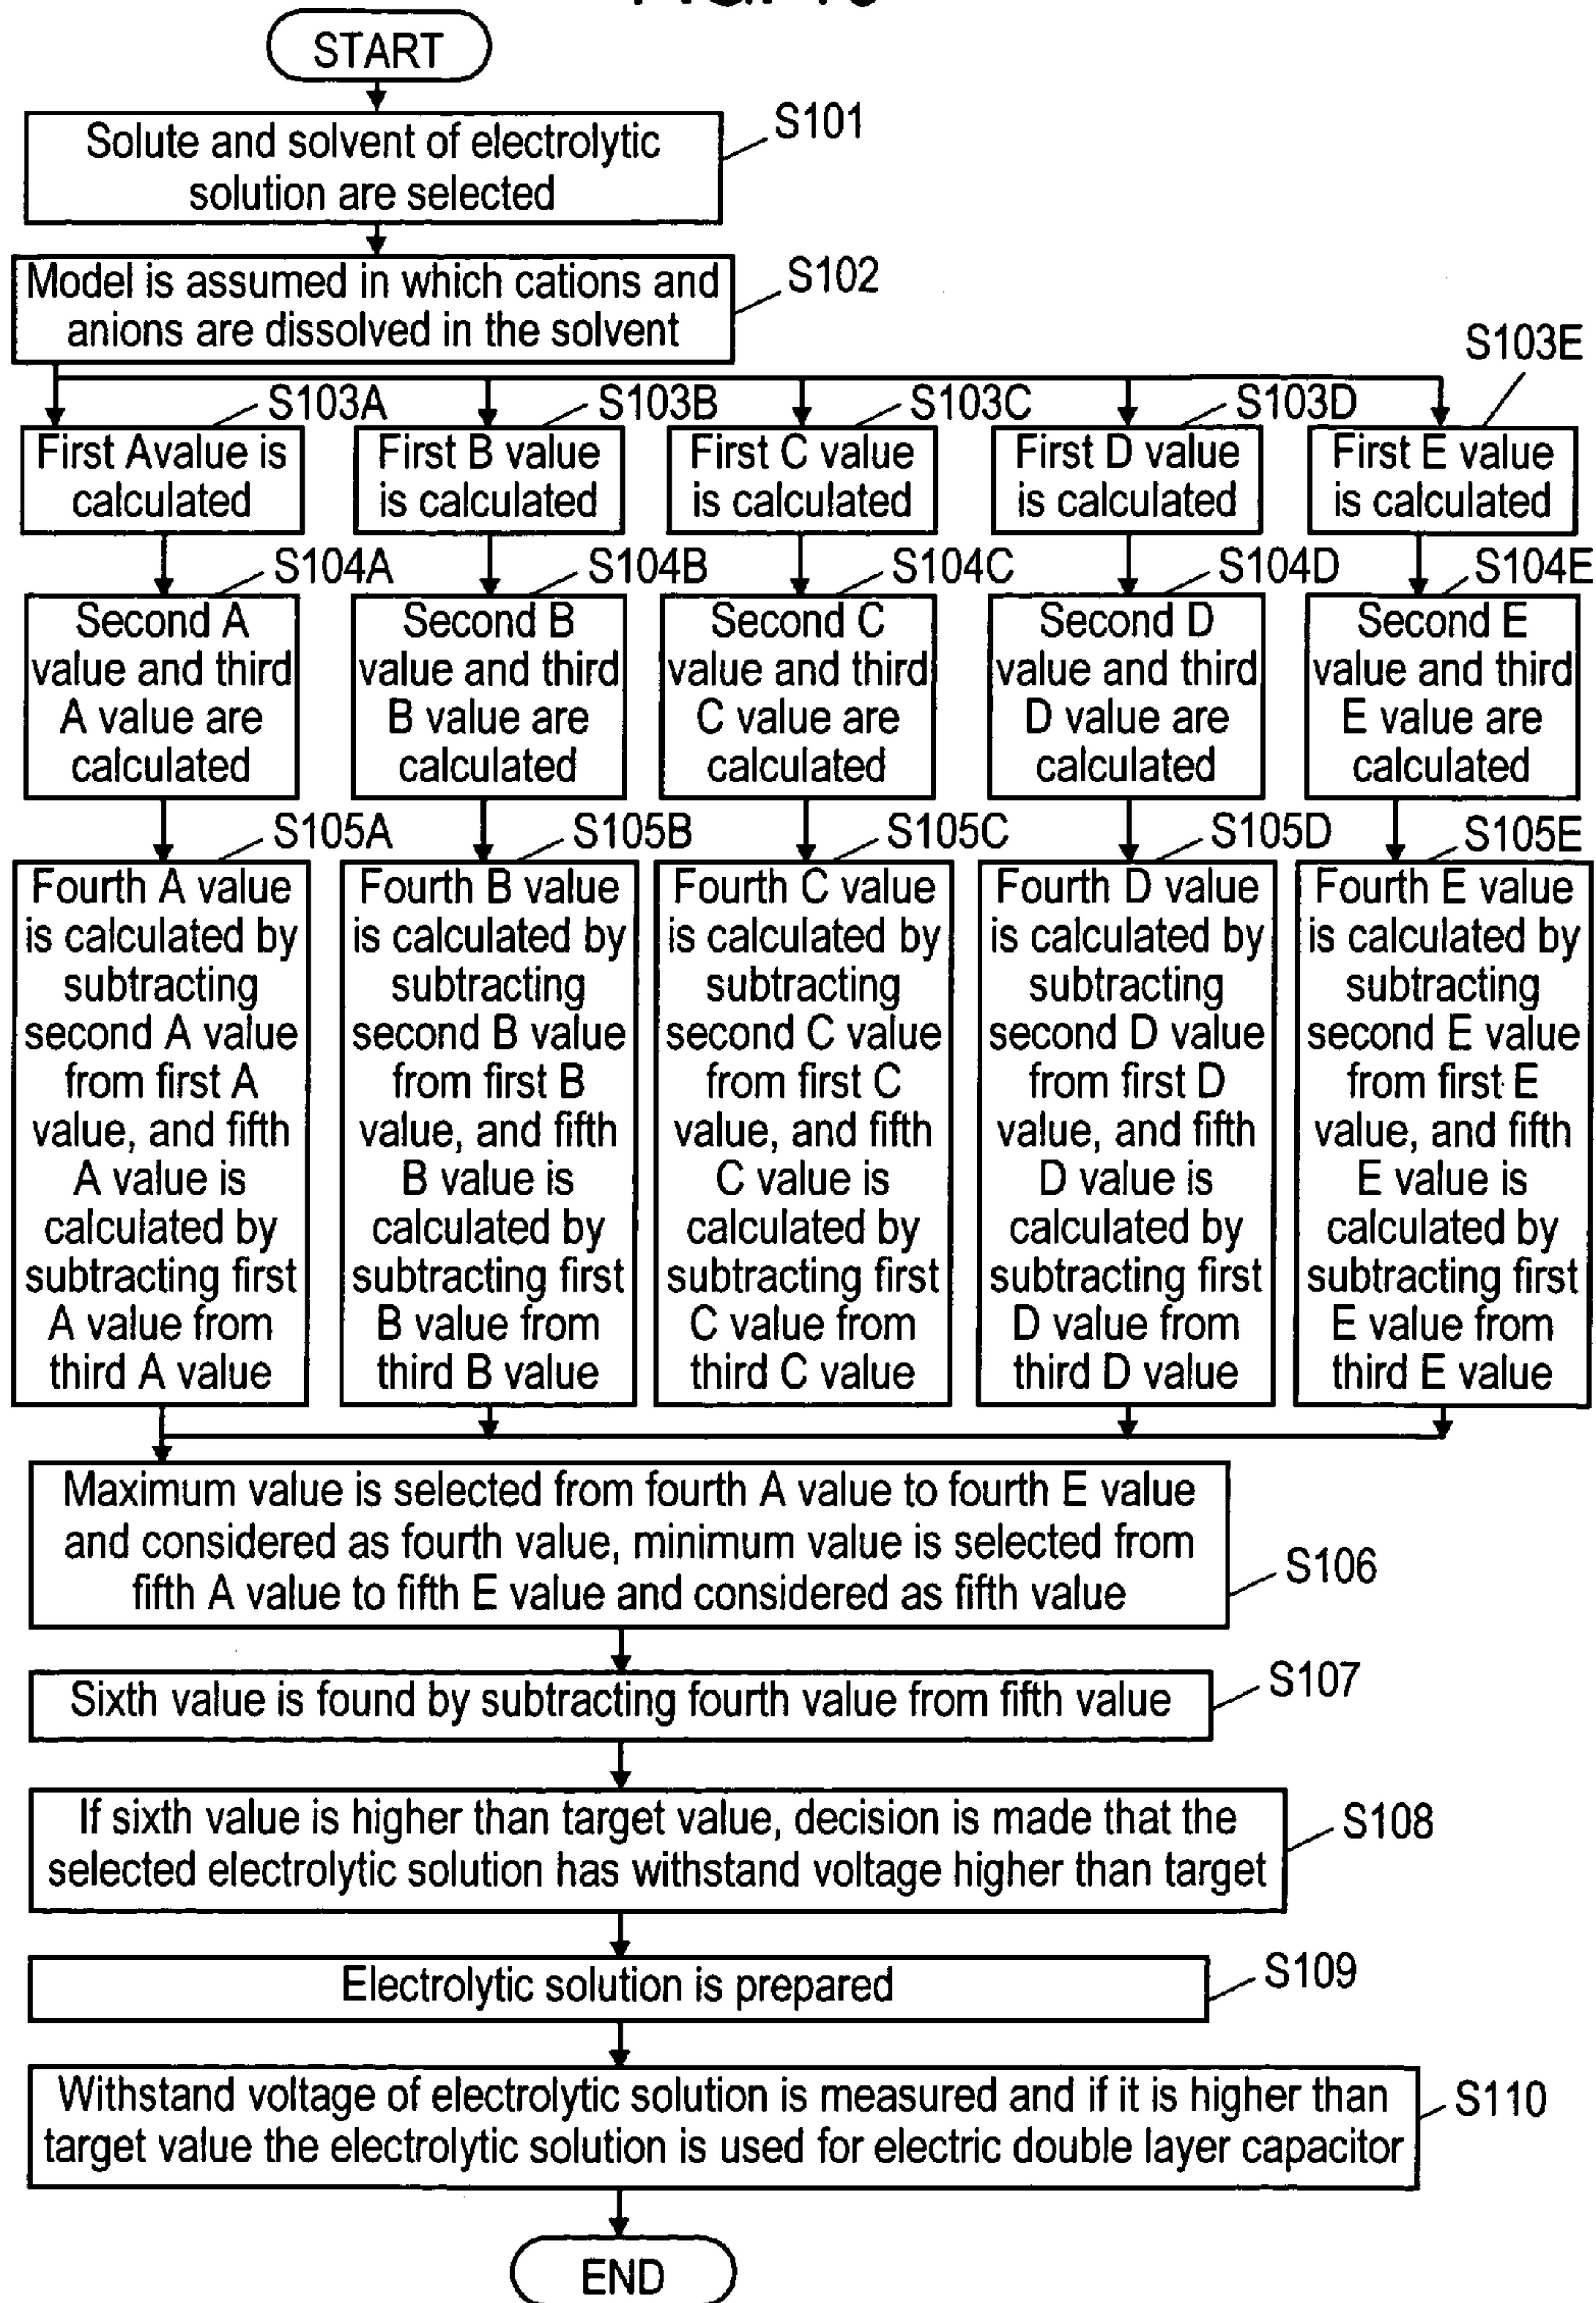 START
Solute and solvent of electrolytic
solution are selected
S101
Model is assumed in which cations and
anions are dissolved in the solvent
S102
S103A
First Avalue is
calculated
S103B
First B value
is calculated
S103C
First C value
is calculated
S103D
First D value
is calculated
S103E
First E value
is calculated
S104A
Second A
value and third
A value are
calculated
S104B
Second B
value and third
B value are
calculated
S104C
Second C
value and third
C value are
calculated
S104D
Second D
value and third
D value are
calculated
S104E
Second E
value and third
E value are
calculated
S105A
Fourth A value
is calculated by
subtracting
second A value
from first A
value, and fifth
A value is
calculated by
subtracting first
A value from
third A value
S105B
Fourth B value
is calculated by
subtracting
second B value
from first B
value, and fifth
B value is
calculated by
subtracting first
B value from
third B value
S105C
Fourth C value
is calculated by
subtracting
second C value
from first C
value, and fifth
C value is
calculated by
subtracting first
C value from
third C value
S105D
Fourth D value
is calculated by
subtracting
second D value
from first D
value, and fifth
D value is
calculated by
subtracting first
D value from
third D value
S105E
Fourth E value
is calculated by
subtracting
second E value
from first E
value, and fifth
E value is
calculated by
subtracting first
E value from
third E value
Maximum value is selected from fourth A value to fourth E value
and considered as fourth value, minimum value is selected from
fifth A value to fifth E value and considered as fifth value
S106
Sixth value is found by subtracting fourth value from fifth value
S107
If sixth value is higher than target value, decision is made that the
selected electrolytic solution has withstand voltage higher than target
S108
Electrolytic solution is prepared
S109
Withstand voltage of electrolytic solution is measured and if it is higher than
target value the electrolytic solution is used for electric double layer capacitor
S110
END